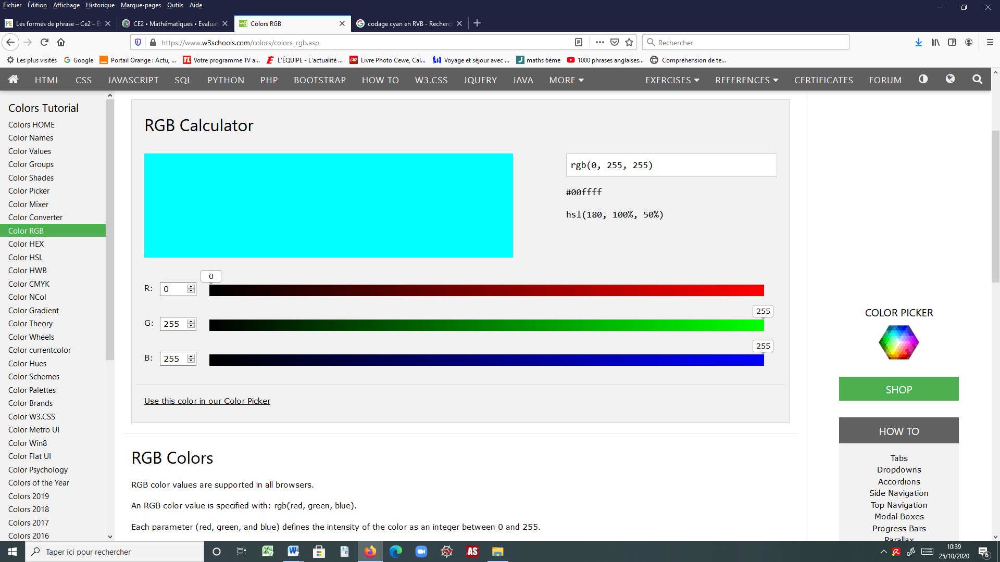 Fichier Édition Affichage Historique Marque-pages Outils Aide
Les formes de phrase – Ce2 – Ét
CE2 • Mathématiques • Evaluat
Colors RGB
codage cyan en RVB - Recherch
https://www.w3schools.com/colors/colors_rgb.asp
Rechercher
Les plus visités
Google
Portail Orange : Actu, ...
Votre programme TV a...
L'ÉQUIPE - L'actualité ...
Livre Photo Cewe, Cal...
Voyage et séjour avec ...
maths 6ème
1000 phrases anglaises...
Compréhension de te...
HTML CSS JAVASCRIPT SQL PYTHON PHP BOOTSTRAP HOW TO W3.CSS JQUERY JAVA MORE EXERCISES REFERENCES CERTIFICATES FORUM
Colors Tutorial
Colors HOME
Color Names
Color Values
Color Groups
Color Shades
Color Picker
Color Mixer
Color Converter
Color RGB
Color HEX
Color HSL
Color HWB
Color CMYK
Color NCol
Color Gradient
Color Theory
Color Wheels
Color currentcolor
Color Hues
Color Schemes
Color Palettes
Color Brands
Color W3.CSS
Color Metro UI
Color Win8
Color Flat UI
Color Psychology
Colors of the Year
Colors 2019
Colors 2018
Colors 2017
Colors 2016
RGB Calculator
rgb(0, 255, 255)
#00ffff
hsl(180, 100%, 50%)
0
R: 0
255
G: 255
255
B: 255
Use this color in our Color Picker
RGB Colors
RGB color values are supported in all browsers.
An RGB color value is specified with: rgb(red, green, blue).
Each parameter (red, green, and blue) defines the intensity of the color as an integer between 0 and 255.
COLOR PICKER
SHOP
HOW TO
Tabs
Dropdowns
Accordions
Side Navigation
Top Navigation
Modal Boxes
Progress Bars
Parallax
Taper ici pour rechercher
10:39
25/10/2020
6